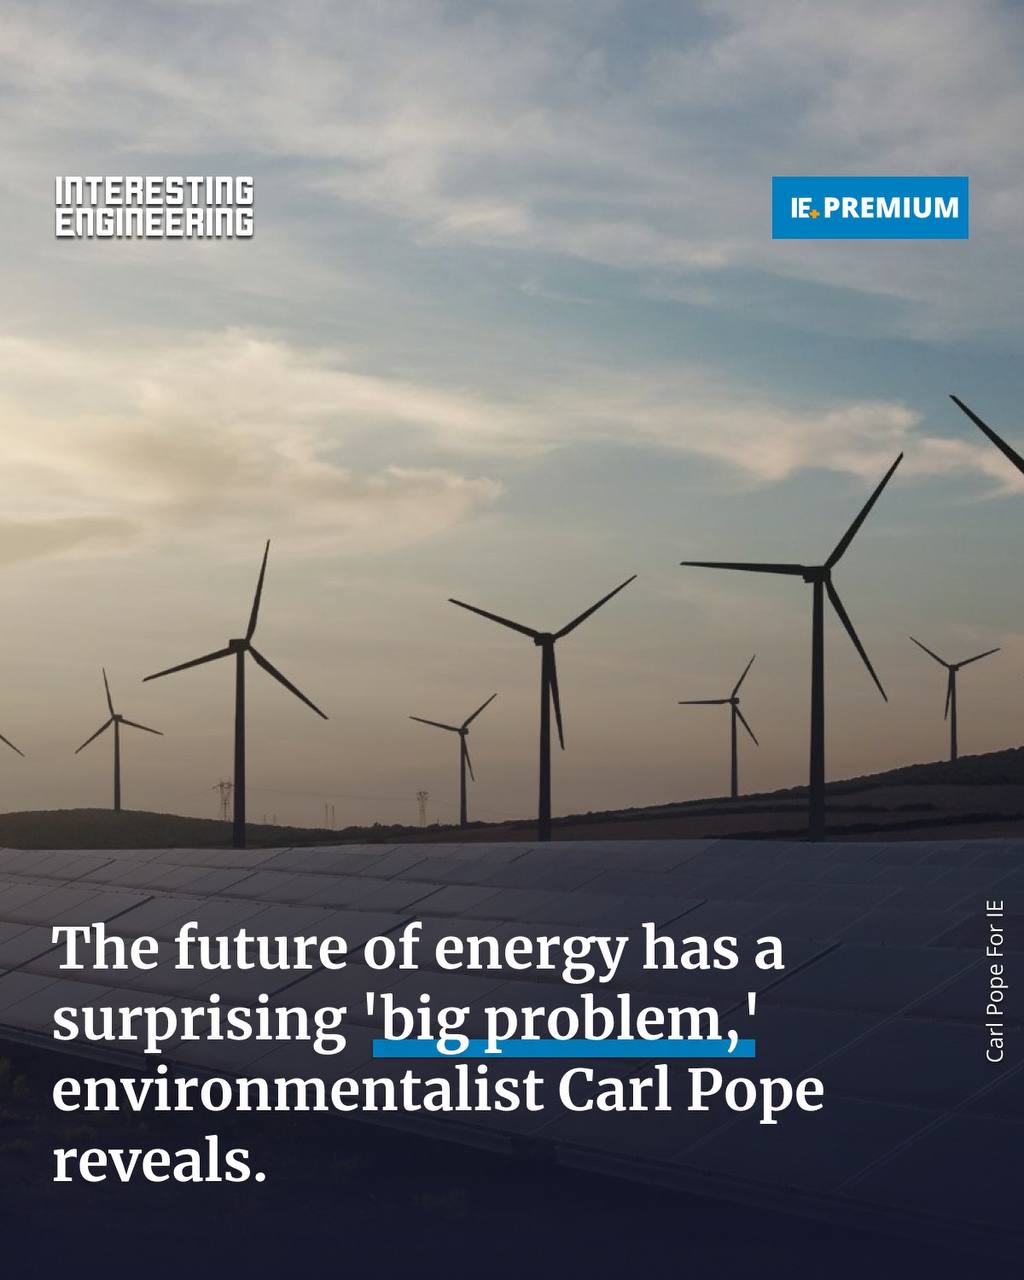 INTERESTING
ENGINEERING
IE+ PREMIUM
The future of energy has a
surprising 'big problem,'
environmentalist Carl Pope
reveals.
Carl Pope For IE